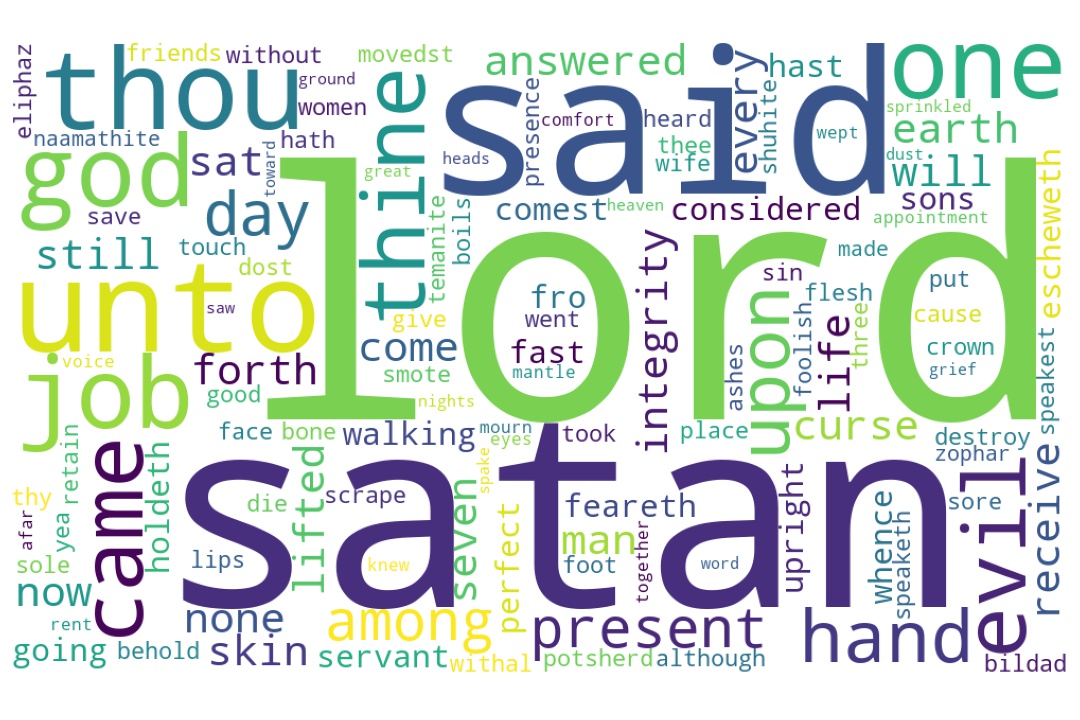 eliphaz
friends
without
movedst
answered
every
hast
one
thou
ground
women
thine
said
presence
comfort
heard
shuhite
sprinkled
earth
naamathite
hath
wept
thee
wife
god
sat
toward
heads
great
dust
will
save
day
temanite
boils
comest
heaven
considered
sons
appointment
escheweth
still
touch
dost
lord
integrity
made
unto
saw
fro
sin
flesh
put
give
went
upon
foolish
life
three
cause
voice
come
fast
ashes
crown
speakest
job
forth
smote
mantle
grief
good
nights
face
bone
walking
mourn
eyes
took
place
curse
destroy
zophar
retain
came
holdeth
lifted
satan
spake
thy
die
scrape
seven
feareth
upright
whence
sore
evil
receive
afar
yea
perfect
man
together
speaketh
sole
lips
knew
foot
word
now
none
among
present
hand
rent
going
behold
skin
servant
withal
potsherd
although
bildad